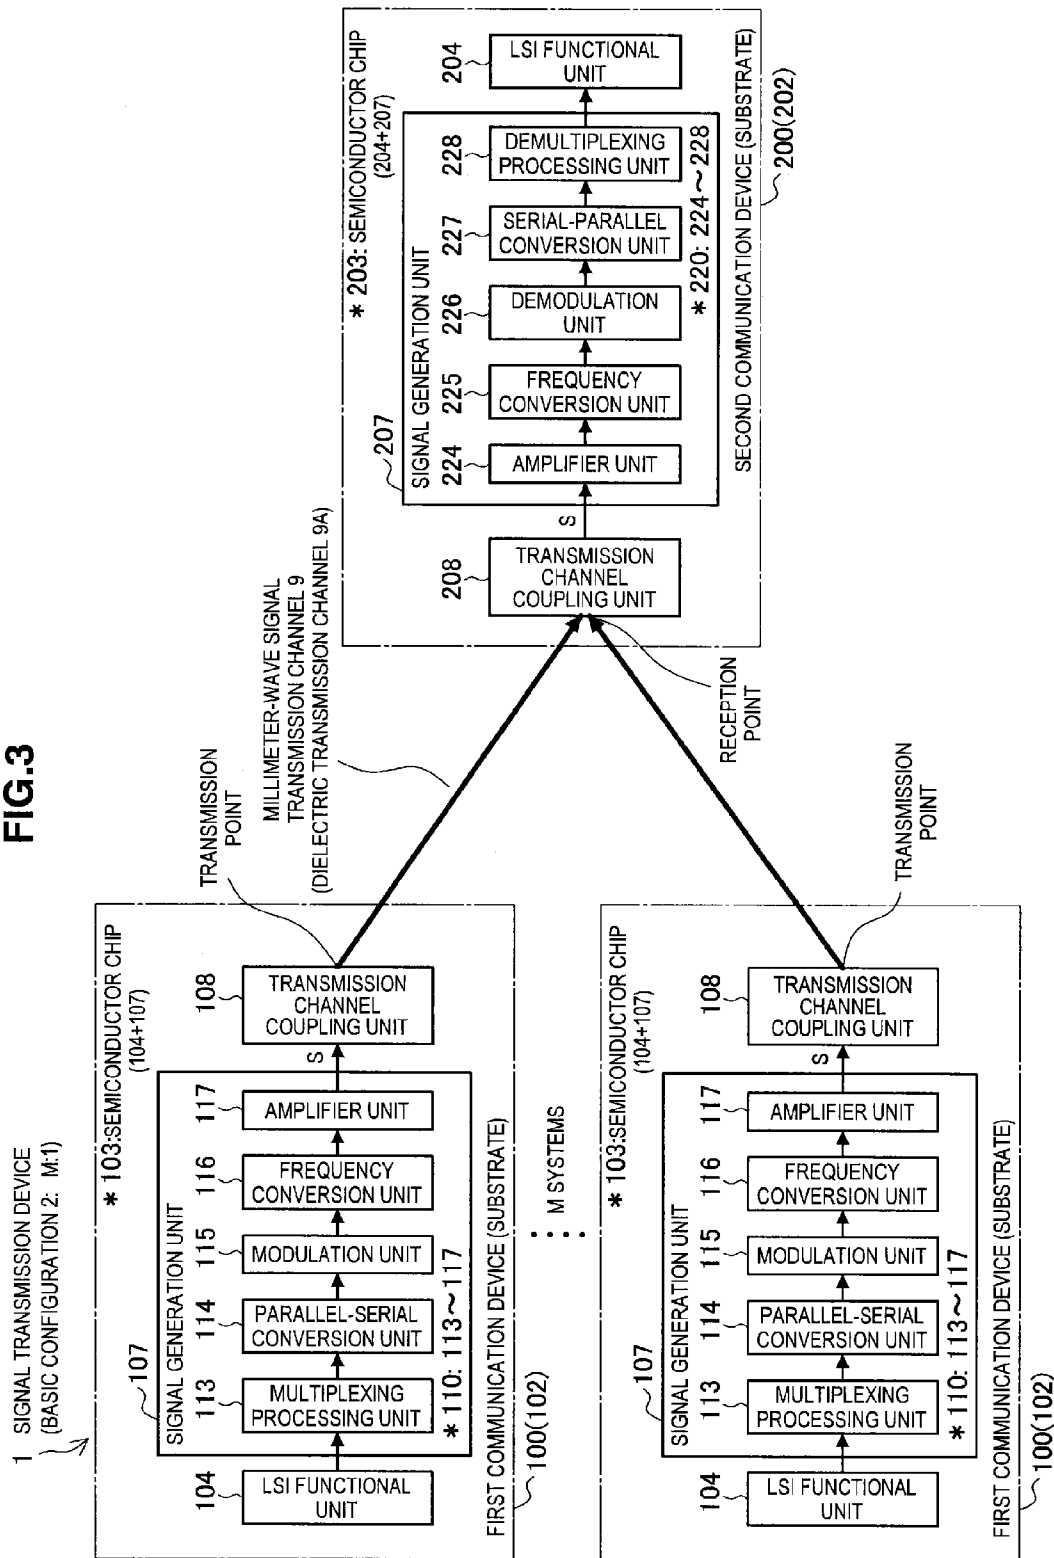 FIG.3
1 SIGNAL TRANSMISSION DEVICE
(BASIC CONFIGURATION 2: M:1)
* 103:SEMICONDUCTOR CHIP
(104+107)
107
SIGNAL GENERATION UNIT
104
LSI FUNCTIONAL
UNIT
113
MULTIPLEXING
PROCESSING UNIT
114
PARALLEL-SERIAL
CONVERSION UNIT
115
MODULATION UNIT
116
FREQUENCY
CONVERSION UNIT
117
AMPLIFIER UNIT
S
108
TRANSMISSION
CHANNEL
COUPLING UNIT
* 110: 113~117
FIRST COMMUNICATION DEVICE (SUBSTRATE)
100(102)
TRANSMISSION
POINT
MILLIMETER-WAVE SIGNAL
TRANSMISSION CHANNEL 9
(DIELECTRIC TRANSMISSION CHANNEL 9A)
M SYSTEMS
* 103:SEMICONDUCTOR CHIP
(104+107)
107
SIGNAL GENERATION UNIT
104
LSI FUNCTIONAL
UNIT
113
MULTIPLEXING
PROCESSING UNIT
114
PARALLEL-SERIAL
CONVERSION UNIT
115
MODULATION UNIT
116
FREQUENCY
CONVERSION UNIT
117
AMPLIFIER UNIT
S
108
TRANSMISSION
CHANNEL
COUPLING UNIT
* 110: 113~117
FIRST COMMUNICATION DEVICE (SUBSTRATE)
100(102)
TRANSMISSION
POINT
RECEPTION
POINT
* 203: SEMICONDUCTOR CHIP
(204+207)
207
SIGNAL GENERATION UNIT
208
TRANSMISSION
CHANNEL
COUPLING UNIT
S
224
AMPLIFIER UNIT
225
FREQUENCY
CONVERSION UNIT
226
DEMODULATION
UNIT
227
SERIAL-PARALLEL
CONVERSION UNIT
228
DEMULTIPLEXING
PROCESSING UNIT
204
LSI FUNCTIONAL
UNIT
* 220: 224~228
SECOND COMMUNICATION DEVICE (SUBSTRATE)
200(202)